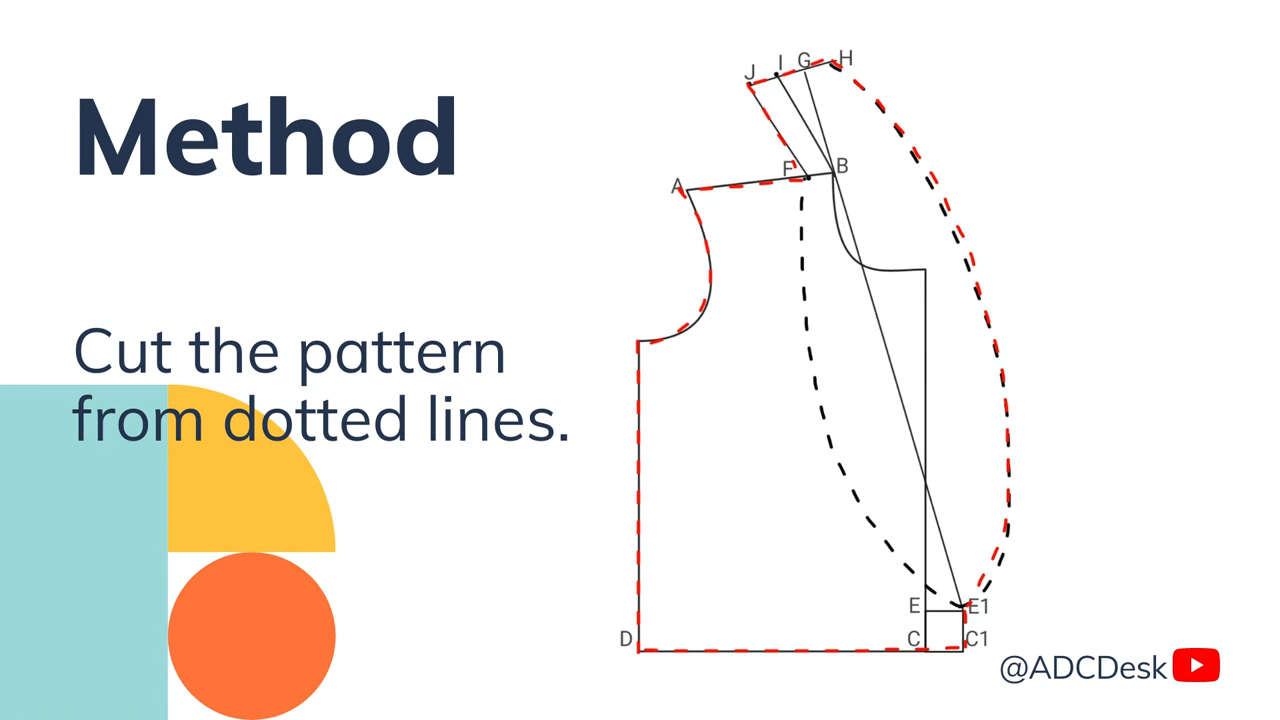 Method
Cut the pattern
from dotted lines.
J I G H
F B
A
E E1
D C C1
@ADCDesk